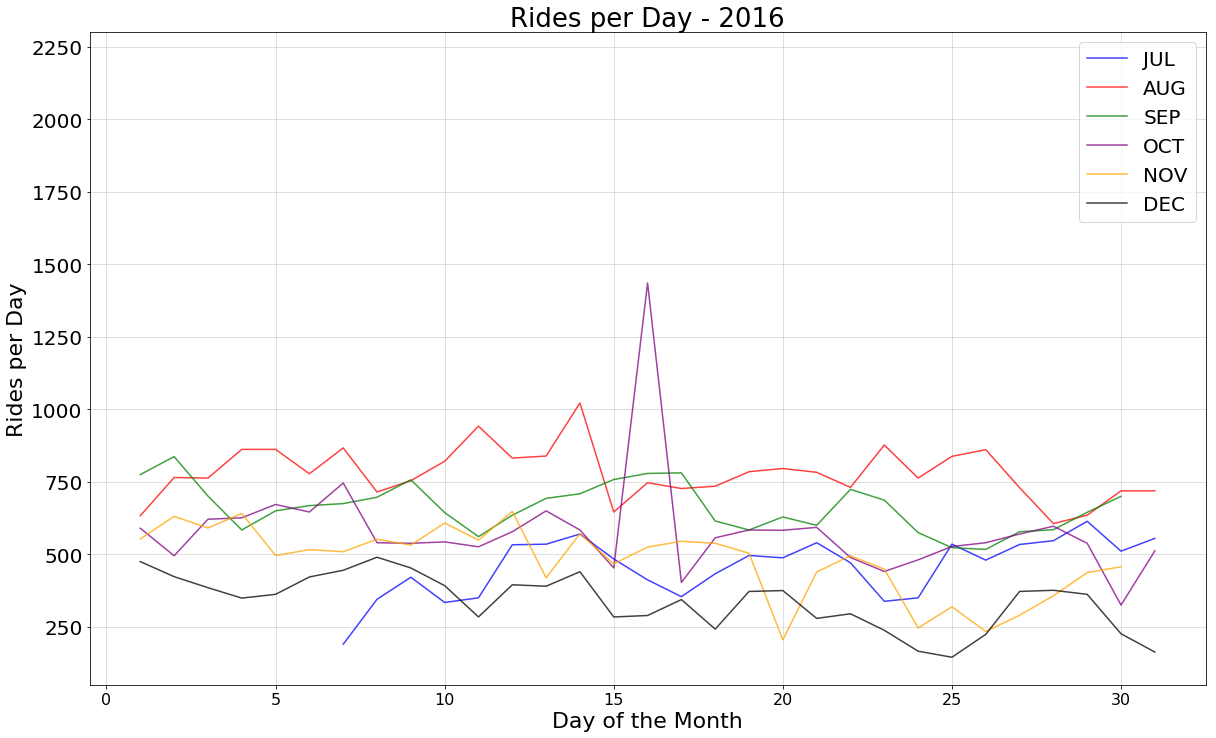 Rides per Day - 2016
JUL
AUG
SEP
OCT
NOV
DEC
Rides per Day
2250
2000
1750
1500
1250
1000
750
500
250
0
5
10
15
20
25
30
Day of the Month